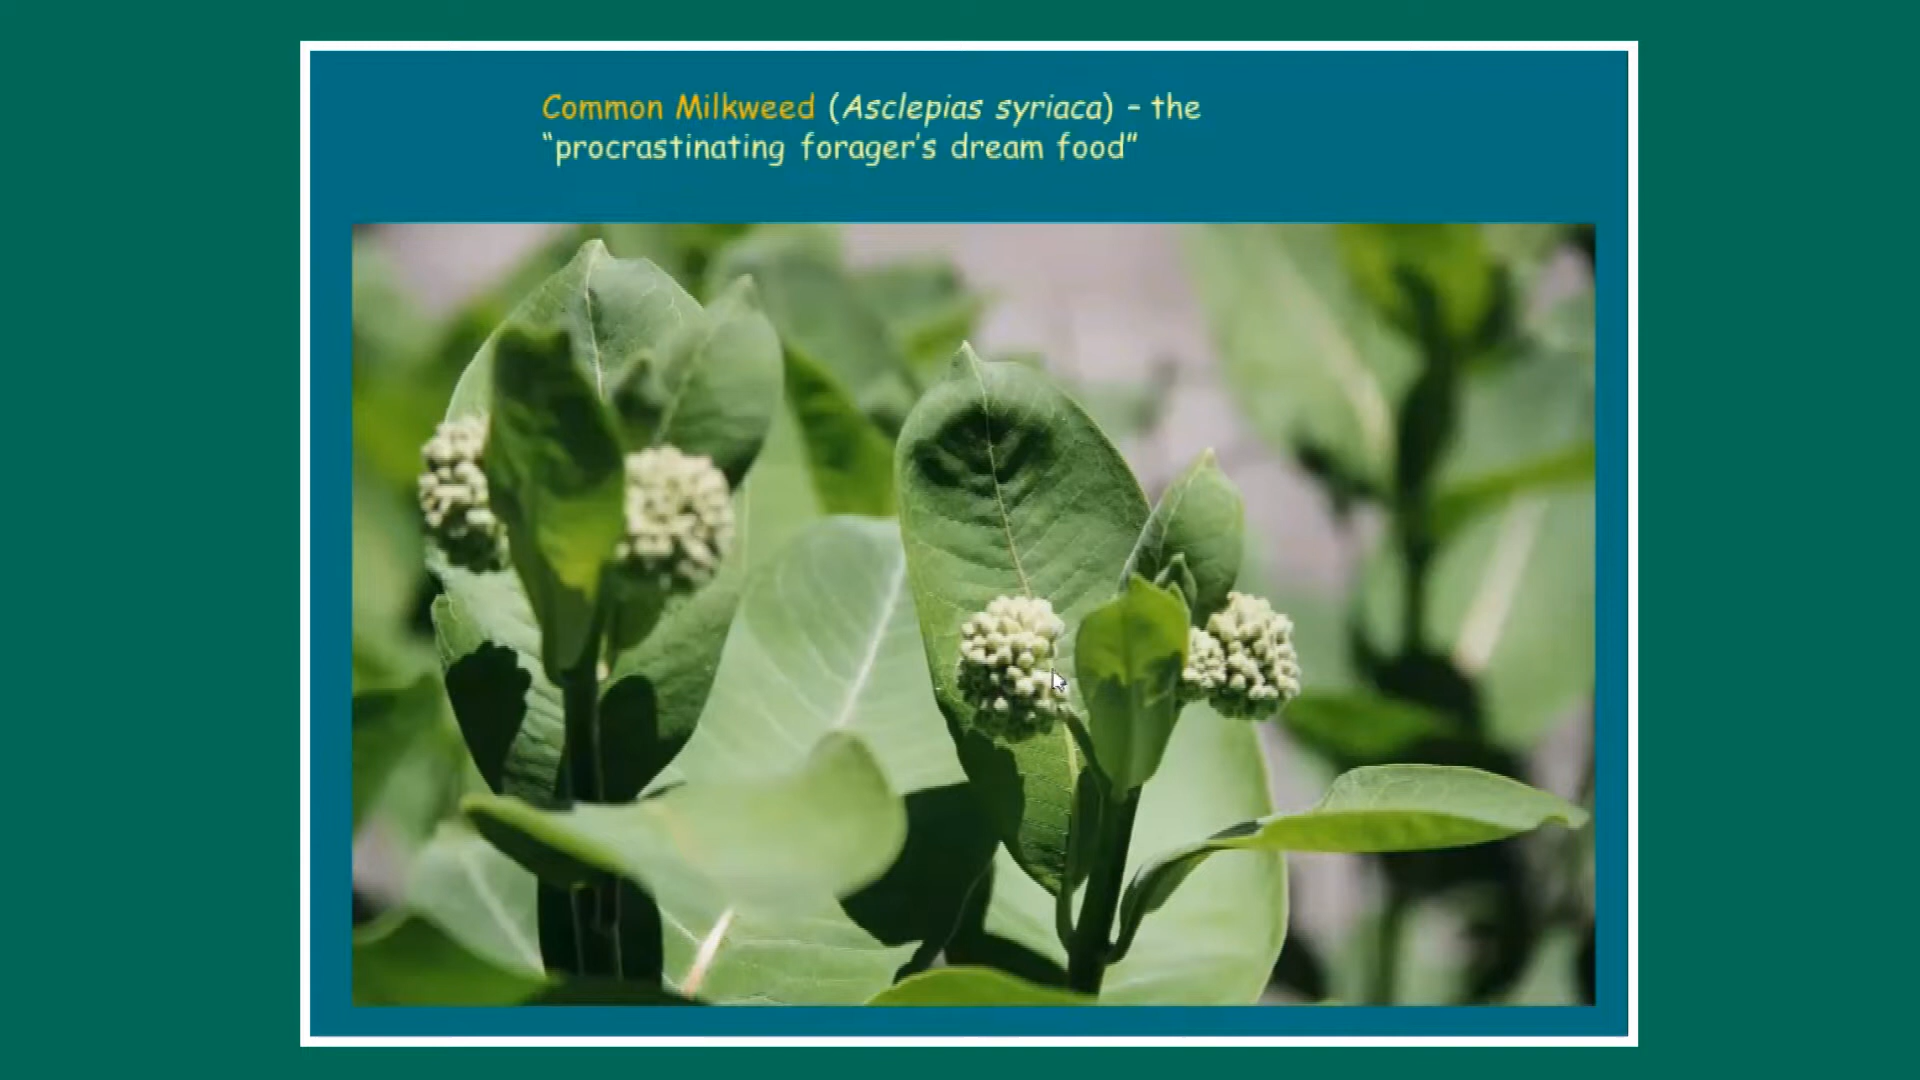 Common Milkweed (Asclepias syriaca) – the
“procrastinating forager’s dream food”